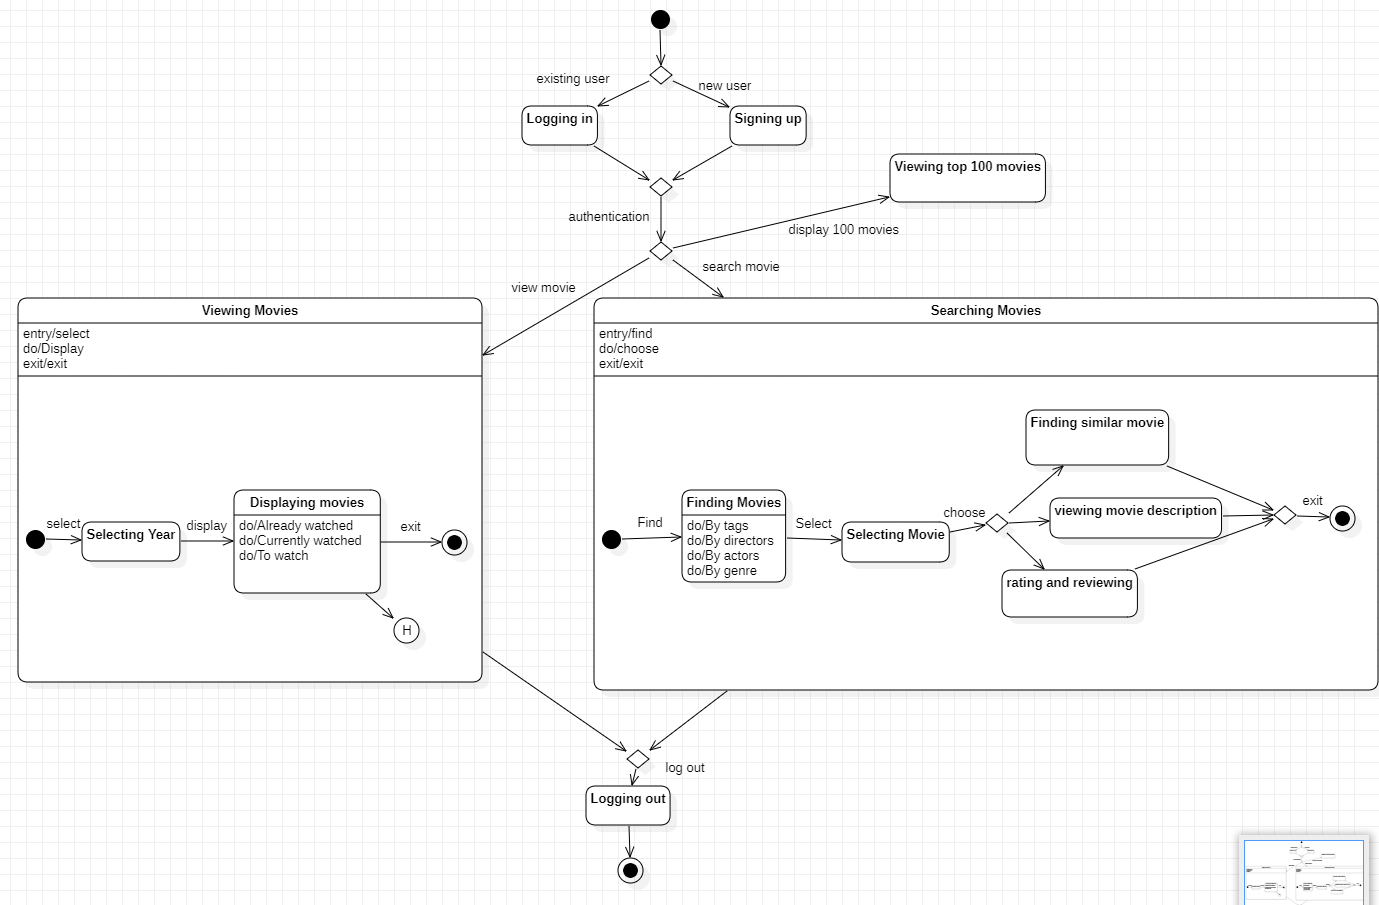 existing user
new user
Logging in
Signing up
Viewing top 100 movies
authentication
display 100 movies
search movie
view movie
Viewing Movies
entry/select
do/Display
exit/exit
select
Selecting Year
display
Displaying movies
do/Already watched
do/Currently watched
do/To watch
exit
H
Searching Movies
entry/find
do/choose
exit/exit
Find
Finding Movies
do/By tags
do/By directors
do/By actors
do/By genre
Select
Selecting Movie
choose
Finding similar movie
viewing movie description
rating and reviewing
exit
log out
Logging out